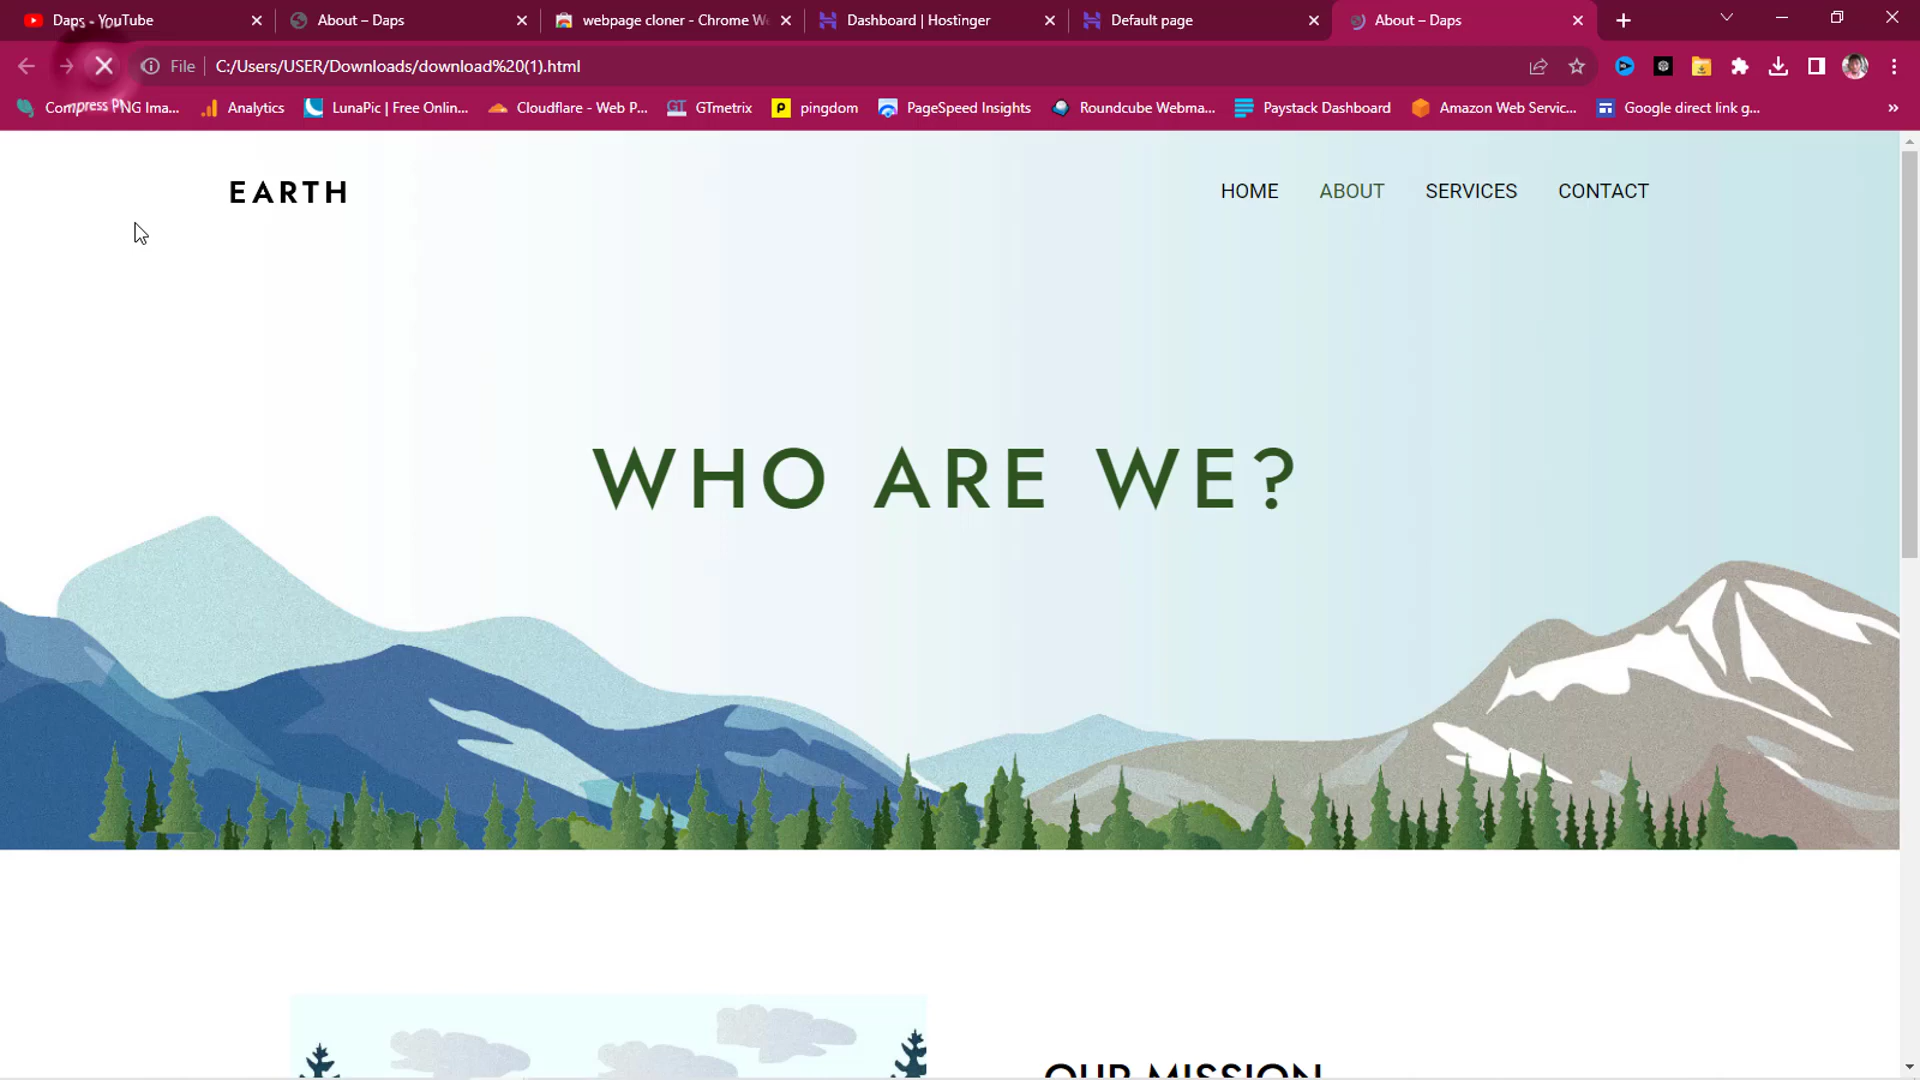 Daps - YouTube
About – Daps
webpage cloner - Chrome We
Dashboard | Hostinger
Default page
About – Daps
File
C:/Users/USER/Downloads/download%20(1).html
Compress PNG Ima...
Analytics
LunaPic | Free Onlin...
Cloudflare - Web P...
GTmetrix
pingdom
PageSpeed Insights
Roundcube Webma...
Paystack Dashboard
Amazon Web Servic...
Google direct link g...
EARTH
HOME
ABOUT
SERVICES
CONTACT
WHO ARE WE?
OUR MISSION